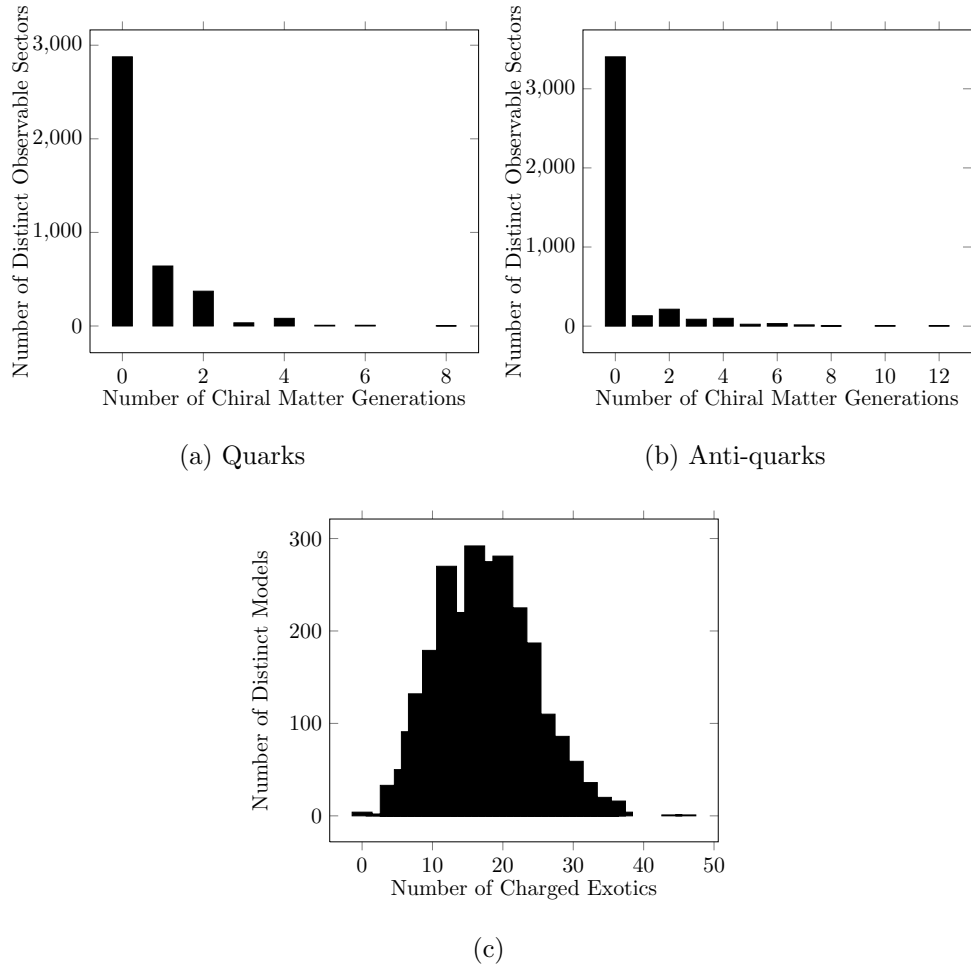 Number of Distinct Observable Sectors
3,000
2,000
1,000
0
0 2 4 6 8
Number of Chiral Matter Generations
(a) Quarks
Number of Distinct Observable Sectors
3,000
2,000
1,000
0
0 2 4 6 8 10 12
Number of Chiral Matter Generations
(b) Anti-quarks
Number of Distinct Models
300
200
100
0
0 10 20 30 40 50
Number of Charged Exotics
(c)